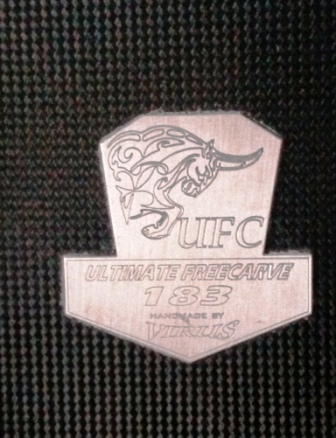 UFC
ULTIMATE FREECARVE
183
HANDMADE BY
VIRUS